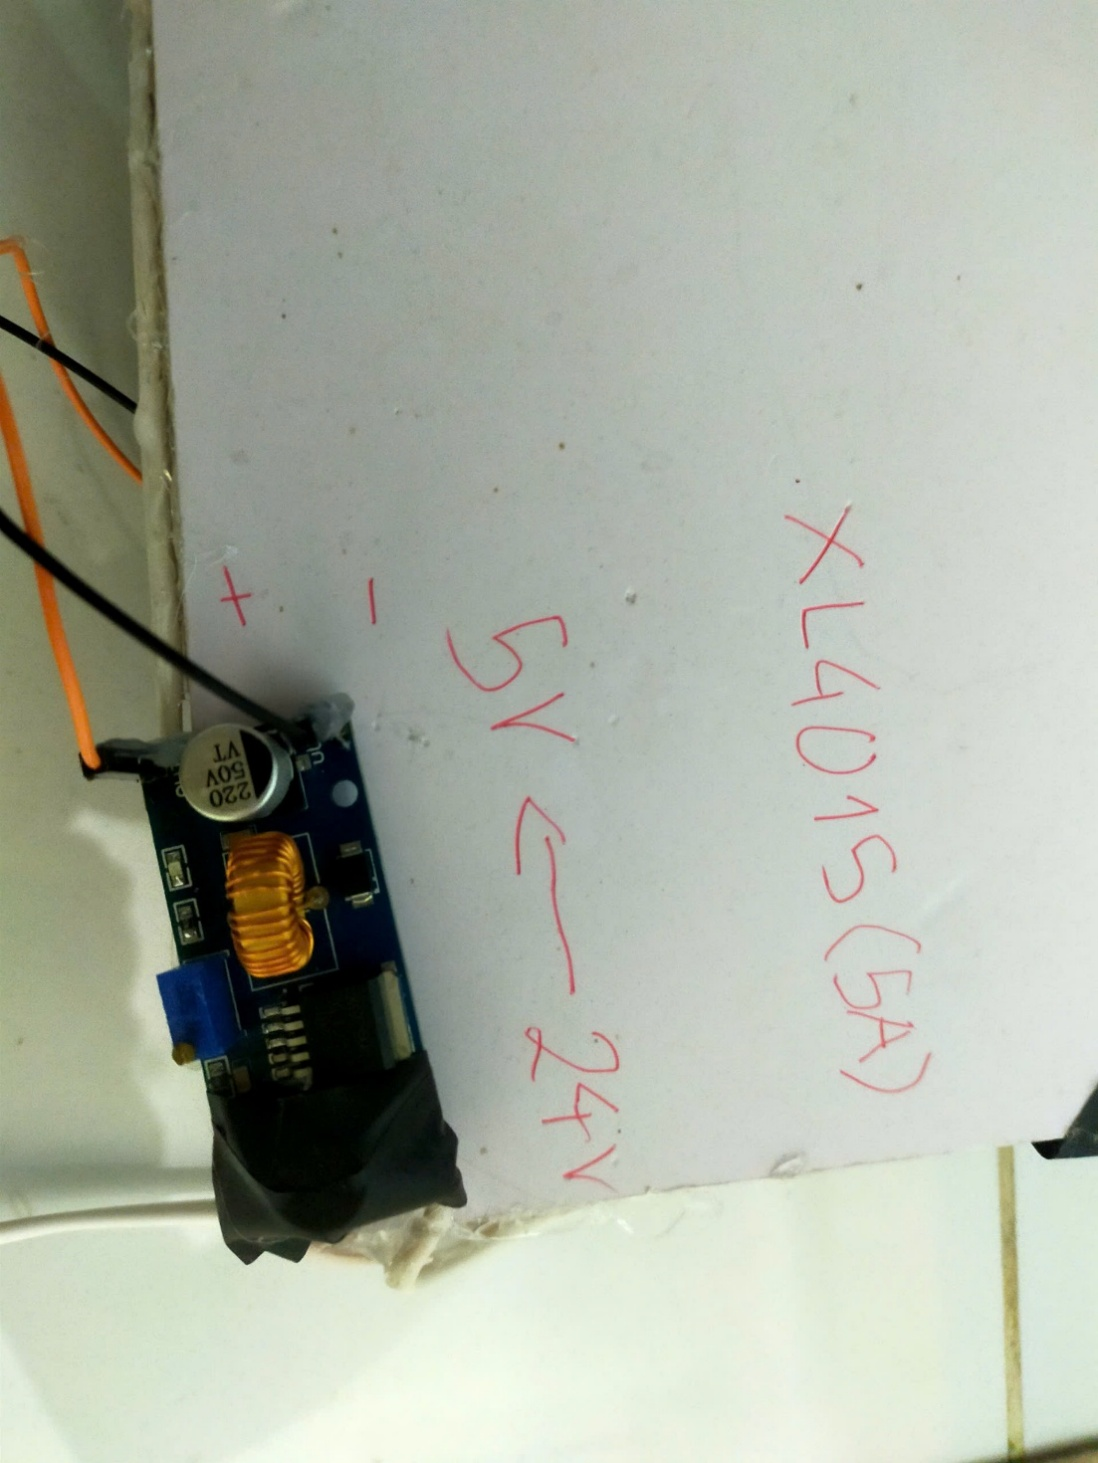 XL4015(5A)
5V ← 24V
- 
+
220
50V
VT